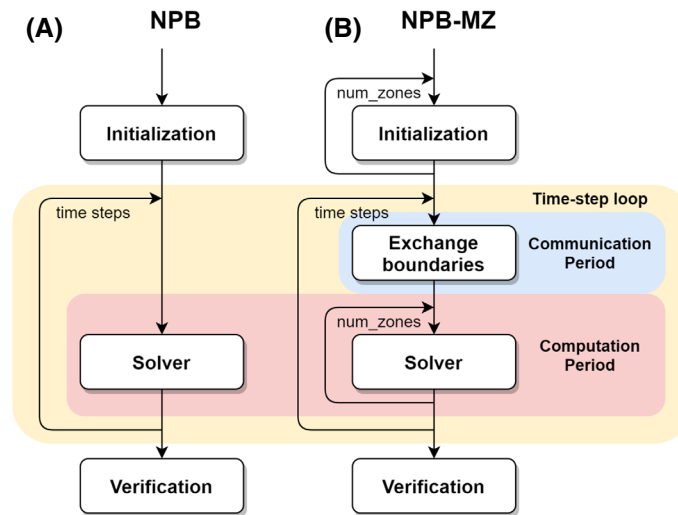 (A)
NPB
(B)
NPB-MZ
num_zones
Initialization
Initialization
Time-step loop
time steps
time steps
Exchange
boundaries
Communication
Period
num_zones
Solver
Solver
Computation
Period
Verification
Verification